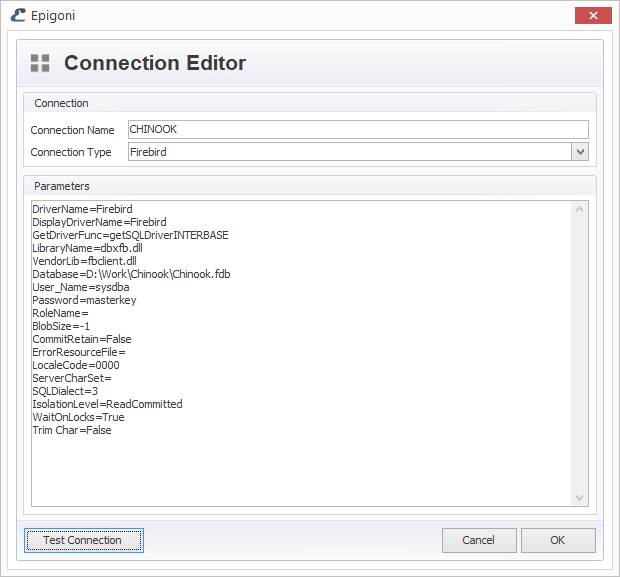 Epigoni
Connection Editor
Connection
Connection Name CHINOOK
Connection Type Firebird
Parameters
DriverName=Firebird
DisplayDriverName=Firebird
GetDriverFunc=getSQLDriverINTERBASE
LibraryName=dbxfb.dll
VendorLib=fbclient.dll
Database=D:\Work\Chinook\Chinook.fdb
User_Name=sysdba
Password=masterkey
RoleName=
BlobSize=-1
CommitRetain=False
ErrorResourceFile=
LocaleCode=0000
ServerCharSet=
SQLDialect=3
IsolationLevel=ReadCommitted
WaitOnLocks=True
Trim Char=False
Test Connection Cancel OK